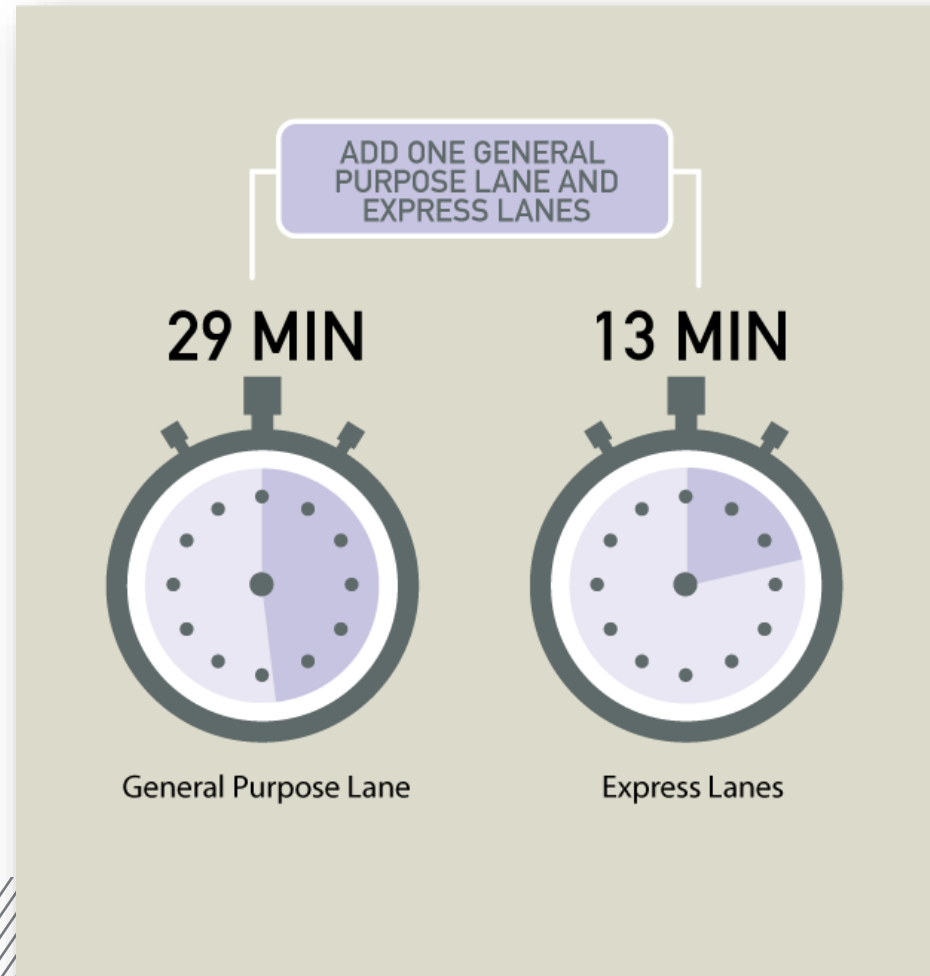 ADD ONE GENERAL
PURPOSE LANE AND
EXPRESS LANES
29 MIN
13 MIN
General Purpose Lane
Express Lanes